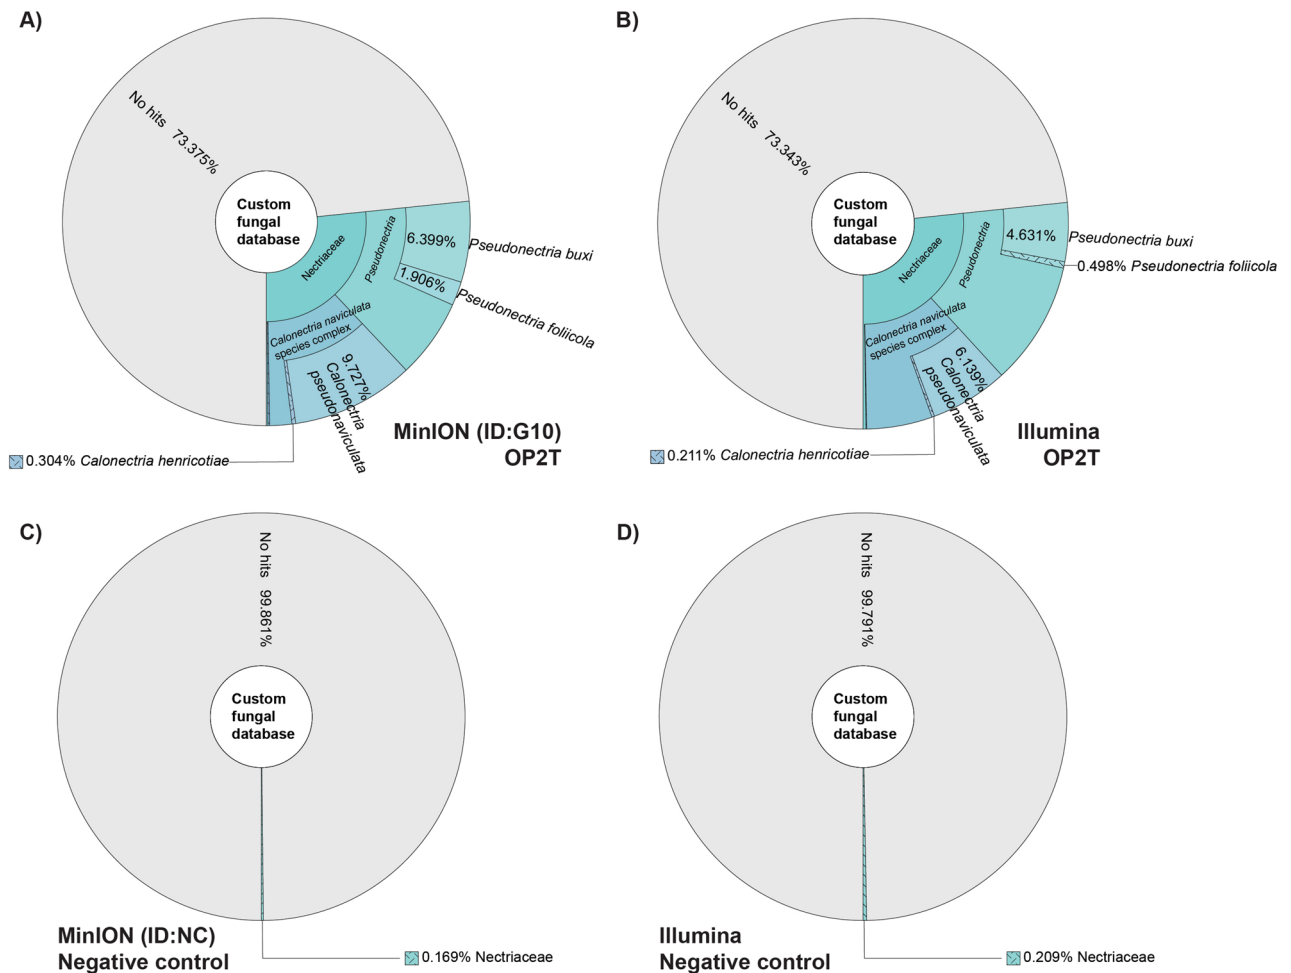 A)
No hits 73.375%
Custom
fungal
database
Nectriaceae
Pseudonectria
6.399%
Pseudonectria buxi
1.906%
Pseudonectria foliicola
Calonectria naviculata
species complex
9.727%
Calonectria
pseudonaviculata
0.304% Calonectria henricotiae
MinION (ID:G10)
OP2T
B)
No hits 73.343%
Custom
fungal
database
Nectriaceae
Pseudonectria
4.631%
Pseudonectria buxi
0.498% Pseudonectria foliicola
Calonectria naviculata
species complex
6.139%
Calonectria
pseudonaviculata
0.211% Calonectria henricotiae
Illumina
OP2T
C)
No hits 99.861%
Custom
fungal
database
MinION (ID:NC)
Negative control
0.169% Nectriaceae
D)
No hits 99.791%
Custom
fungal
database
Illumina
Negative control
0.209% Nectriaceae